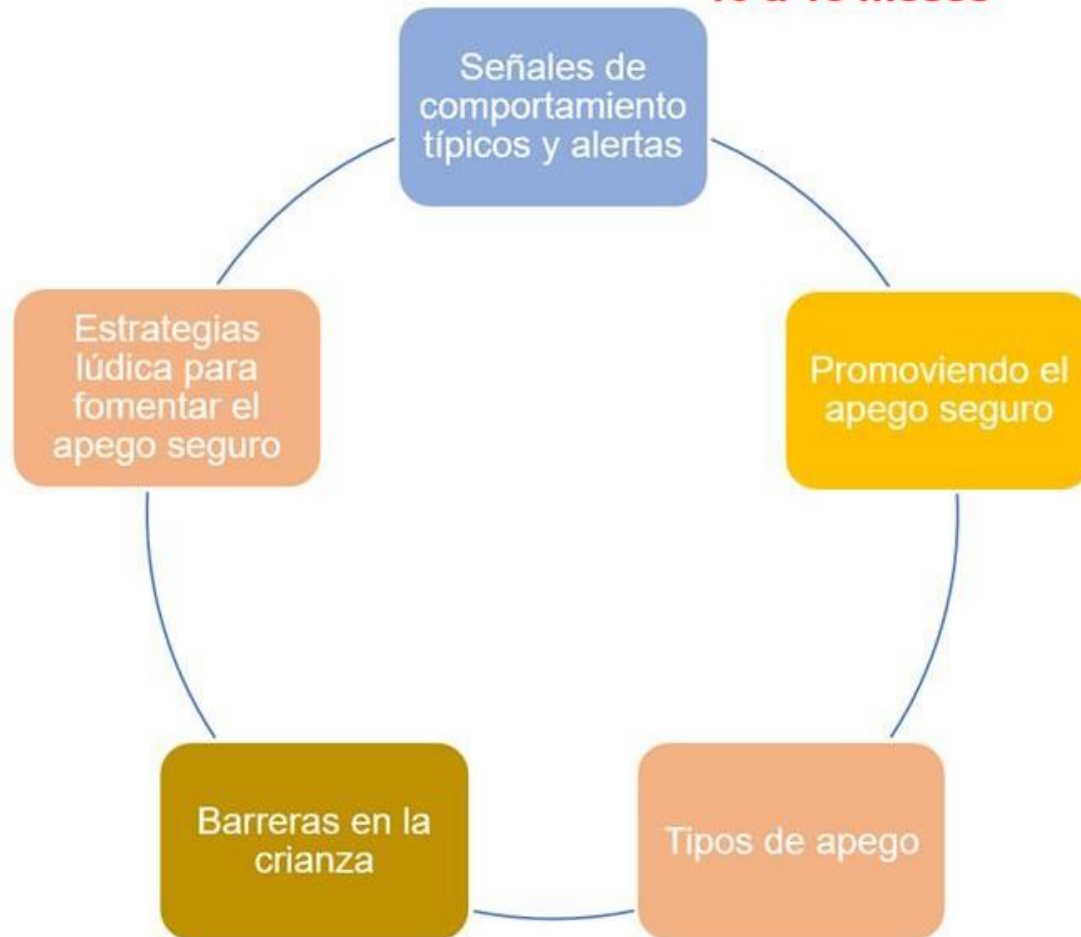 Señales de
comportamiento
típicos y alertas
Promoviendo el
apego seguro
Tipos de apego
Barreras en la
crianza
Estrategias
lúdica para
fomentar el
apego seguro